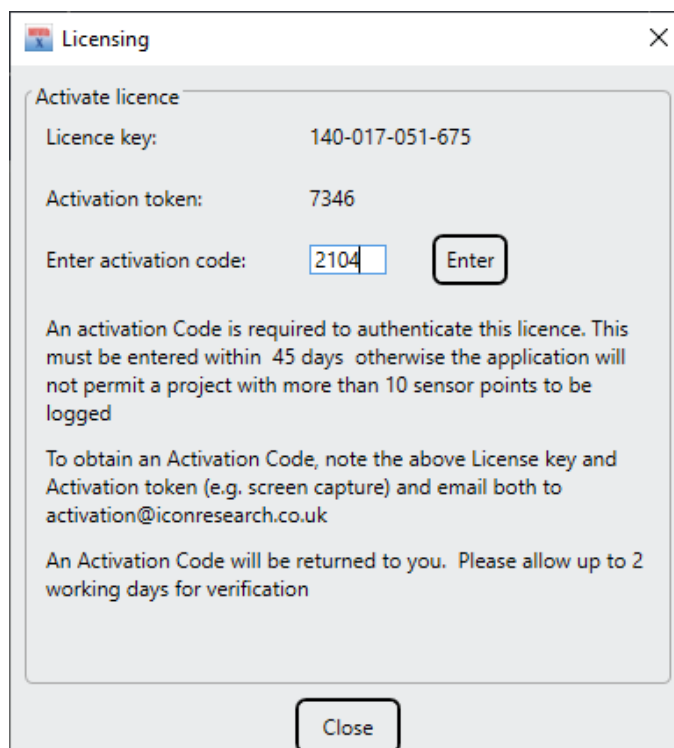 Licensing
Activate licence
Licence key: 140-017-051-675
Activation token: 7346
Enter activation code: 2104 Enter
An activation Code is required to authenticate this licence. This
must be entered within  45 days  otherwise the application will
not permit a project with more than 10 sensor points to be
logged
To obtain an Activation Code, note the above License key and
Activation token (e.g. screen capture) and email both to
activation@iconresearch.co.uk
An Activation Code will be returned to you.  Please allow up to 2
working days for verification
Close